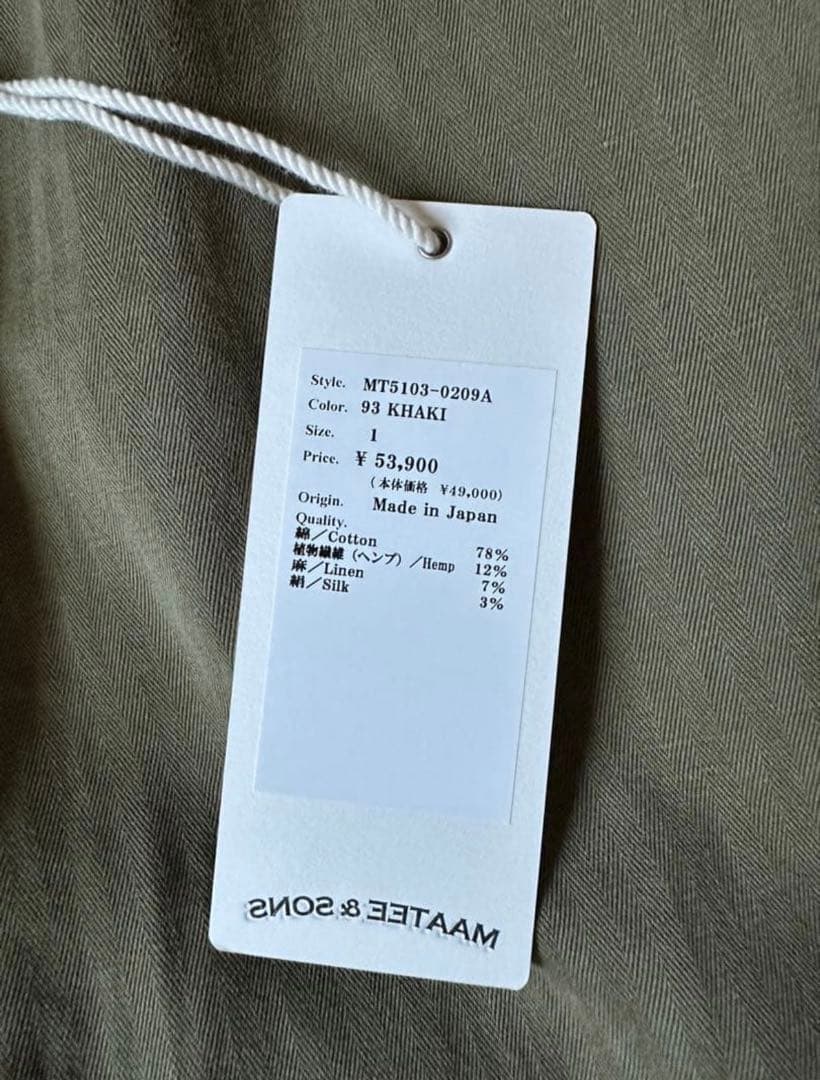 Style. MT5103-0209A
Color. 93 KHAKI
Size. 1
Price. ¥ 53,900
(本体価格 ¥49,000)
Origin. Made in Japan
Quality.
綿／Cotton 78%
植物繊維（ヘンプ）／Hemp 12%
麻／Linen 7%
絹／Silk 3%
MAATEE & SONS